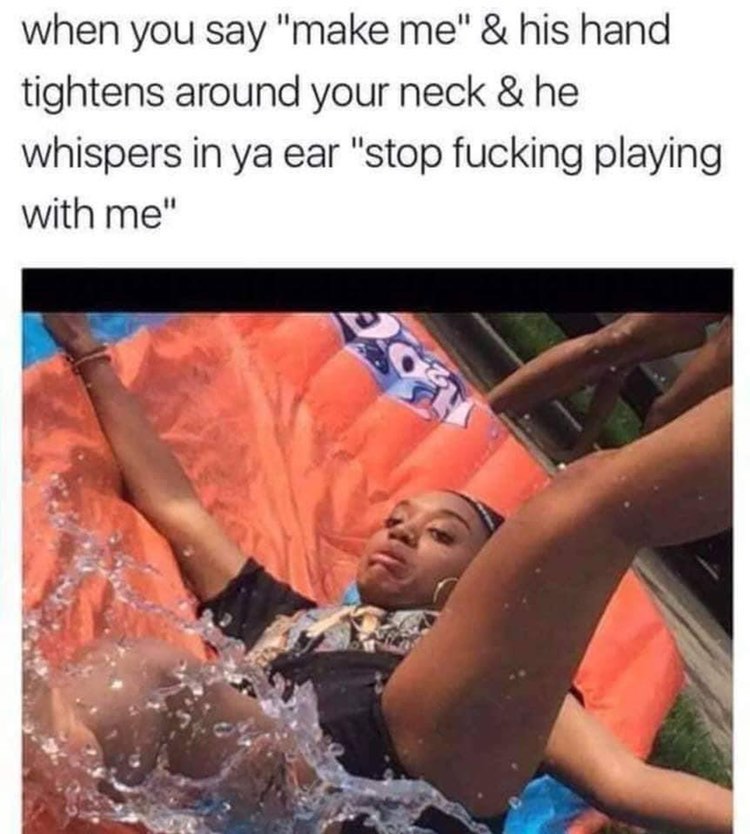 when you say "make me" & his hand
tightens around your neck & he
whispers in ya ear "stop fucking playing
with me"